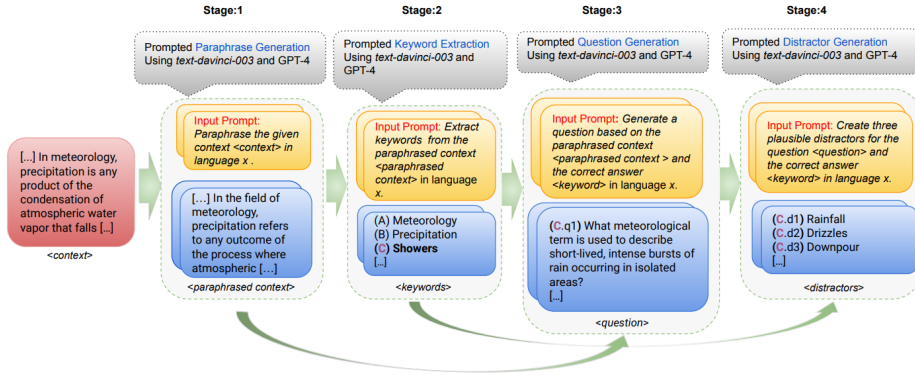 Stage:1
Stage:2
Stage:3
Stage:4
Prompted Paraphrase Generation
Using text-davinci-003 and GPT-4
Prompted Keyword Extraction
Using text-davinci-003 and
GPT-4
Prompted Question Generation
Using text-davinci-003 and GPT-4
Prompted Distractor Generation
Using text-davinci-003 and GPT-4
[...] In meteorology,
precipitation is any
product of the
condensation of
atmospheric water
vapor that falls [...]
<context>
Input Prompt:
Paraphrase the given
context <context> in
language x .
[...] In the field of
meteorology,
precipitation refers
to any outcome of
the process where
atmospheric [...]
<paraphrased context>
Input Prompt: Extract
keywords from the
paraphrased context
<paraphrased
context> in language
x.
(A) Meteorology
(B) Precipitation
(C) Showers
[...]
<keywords>
Input Prompt: Generate a
question based on the
paraphrased context
<paraphrased context > and
the correct answer
<keyword> in language x.
(C.q1) What meteorological
term is used to describe
short-lived, intense bursts of
rain occurring in isolated
areas?
[...]
<question>
Input Prompt: Create three
plausible distractors for the
question <question> and
the correct answer
<keyword> in language x.
(C.d1) Rainfall
(C.d2) Drizzles
(C.d3) Downpour
[...]
<distractors>